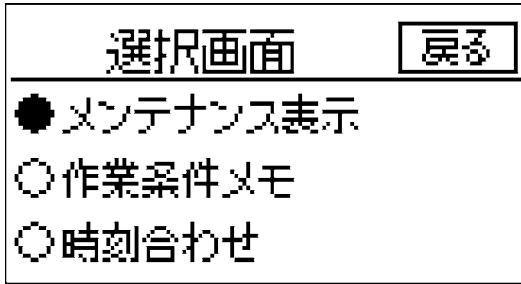 選択画面 戻る
●メンテナンス表示
○作業条件メモ
○時刻合わせ